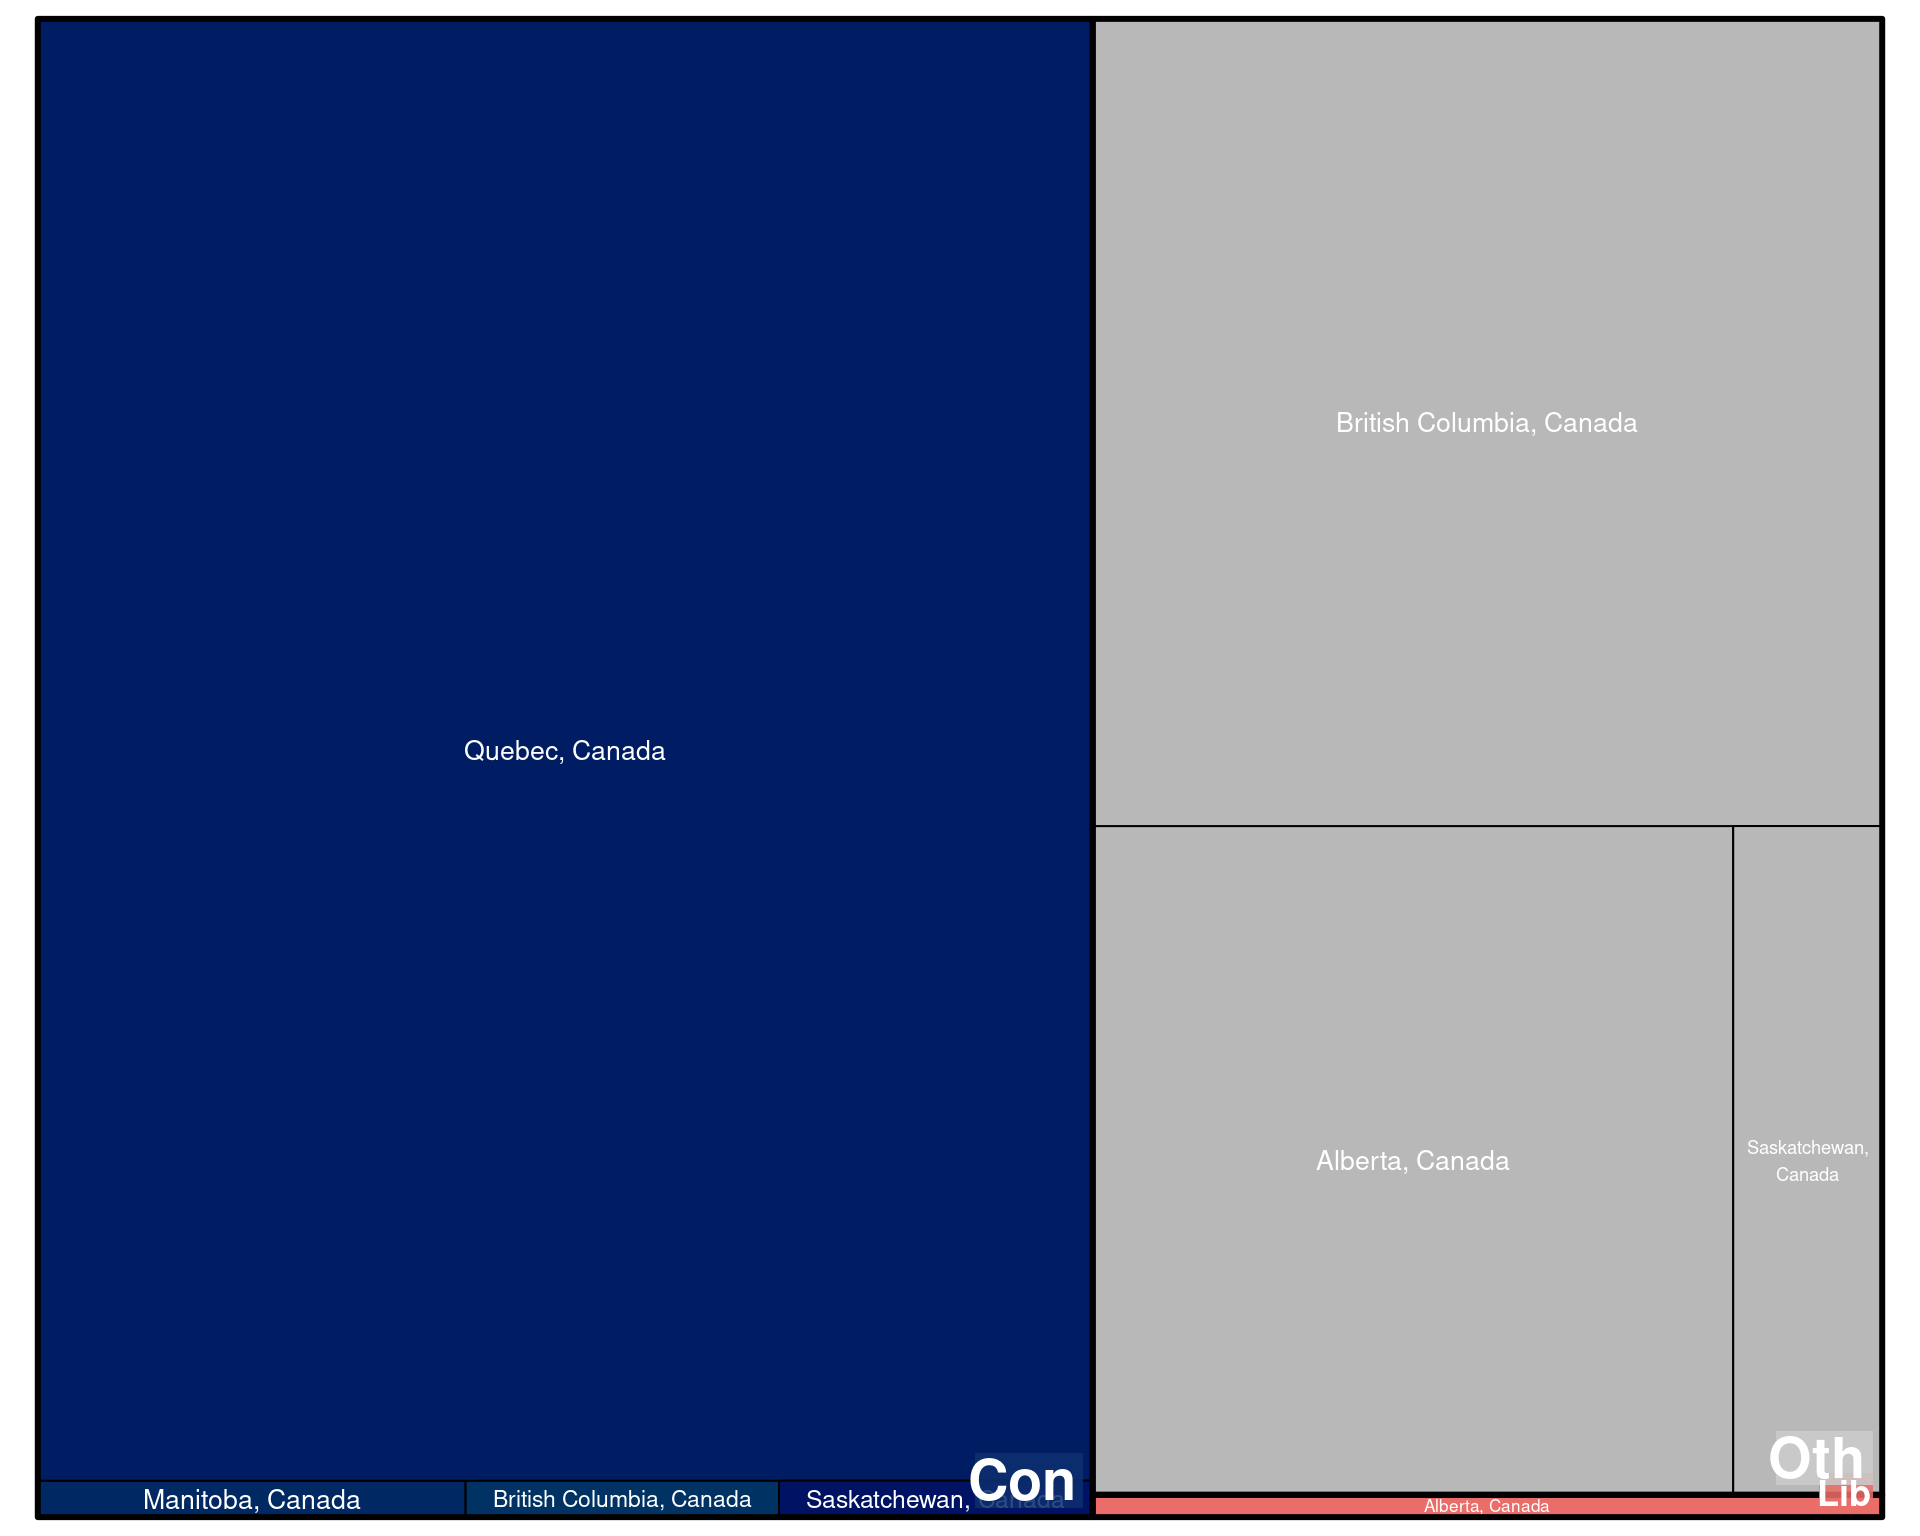 British Columbia, Canada
Quebec, Canada
Alberta, Canada
Saskatchewan,
Canada
Oth
Con
Lib
Manitoba, Canada
British Columbia, Canada
Saskatchewan, Canada
Alberta, Canada